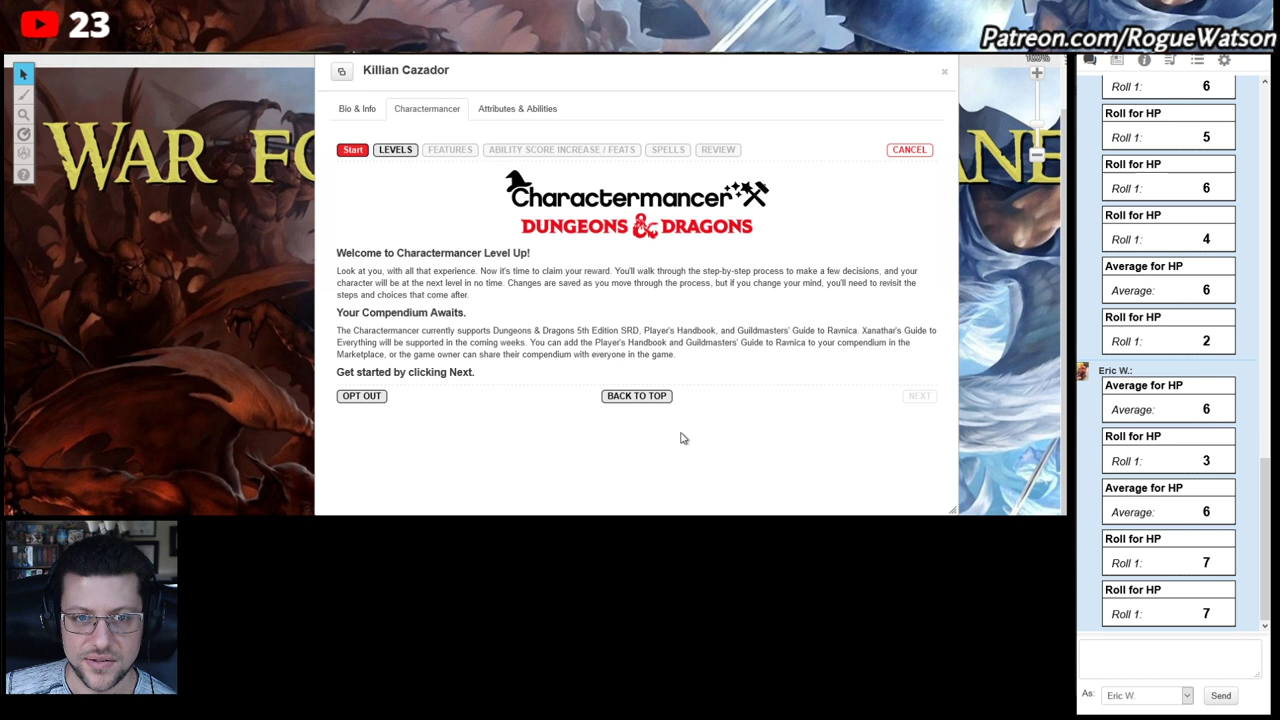 23
Patreon.com/RogueWatson
WAR FO
ANE
Killian Cazador
100%
Bio & Info
Charactermancer
Attributes & Abilities
Start
LEVELS
FEATURES
ABILITY SCORE INCREASE / FEATS
SPELLS
REVIEW
CANCEL
Charactermancer
DUNGEONS & DRAGONS
Welcome to Charactermancer Level Up!
Look at you, with all that experience. Now it's time to claim your reward. You'll walk through the step-by-step process to make a few decisions, and your
character will be at the next level in no time. Changes are saved as you move through the process, but if you change your mind, you'll need to revisit the
steps and choices that come after.
Your Compendium Awaits.
The Charactermancer currently supports Dungeons & Dragons 5th Edition SRD, Player's Handbook, and Guildmasters' Guide to Ravnica. Xanathar's Guide to
Everything will be supported in the coming weeks. You can add the Player's Handbook and Guildmasters' Guide to Ravnica to your compendium in the
Marketplace, or the game owner can share their compendium with everyone in the game.
Get started by clicking Next.
OPT OUT
BACK TO TOP
NEXT
Roll 1: 6
Roll for HP
Roll 1: 5
Roll for HP
Roll 1: 6
Roll for HP
Roll 1: 4
Average for HP
Average: 6
Roll for HP
Roll 1: 2
Eric W.:
Average for HP
Average: 6
Roll for HP
Roll 1: 3
Average for HP
Average: 6
Roll for HP
Roll 1: 7
Roll for HP
Roll 1: 7
As:
Eric W.
Send